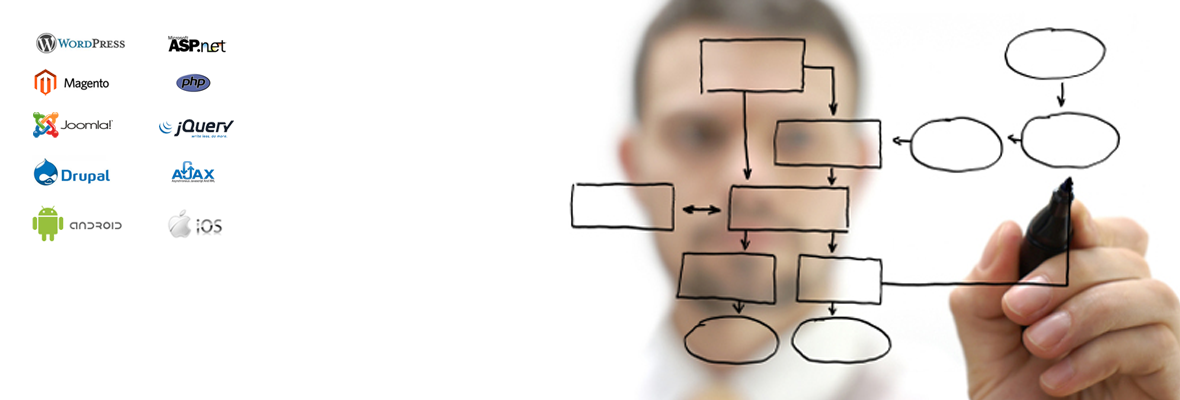 WORDPRESS
Microsoft
ASP.net
Magento
php
Joomla!
jQuery
write less, do more.
Drupal
AJAX
Asynchronous Javascript And XML
android
iOS